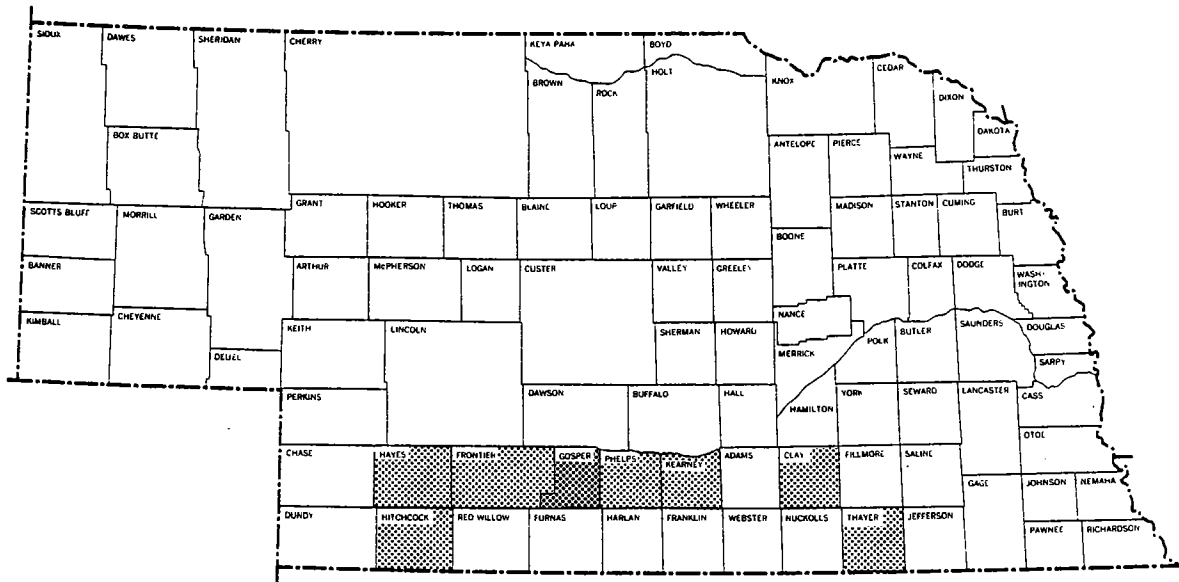 SIOUX
DAWES
SHERIDAN
CHERRY
KEYA PAHA
BOYD
BROWN
ROCK
HOLT
KNOX
CEDAR
DIXON
DAKOTA
BOX BUTTE
ANTELOPE
PIERCE
WAYNE
THURSTON
SCOTTS BLUFF
MORRILL
GARDEN
GRANT
HOOKER
THOMAS
BLAINE
LOUP
GARFIELD
WHEELER
MADISON
STANTON
CUMING
BURT
BOONE
BANNER
ARTHUR
McPHERSON
LOGAN
CUSTER
VALLEY
GREELEY
PLATTE
COLFAX
DODGE
WASH-
INGTON
NANCE
KIMBALL
CHEYENNE
KEITH
LINCOLN
SHERMAN
HOWARD
MERRICK
POLK
BUTLER
SAUNDERS
DOUGLAS
DEUEL
SARPY
PERKINS
DAWSON
BUFFALO
HALL
HAMILTON
YORK
SEWARD
LANCASTER
CASS
OTOE
CHASE
HAYES
FRONTIER
GOSPER
PHELPS
KEARNEY
ADAMS
CLAY
FILLMORE
SALINE
GAGE
JOHNSON
NEMAHA
DUNDY
HITCHCOCK
RED WILLOW
FURNAS
HARLAN
FRANKLIN
WEBSTER
NUCKOLLS
THAYER
JEFFERSON
PAWNEE
RICHARDSON